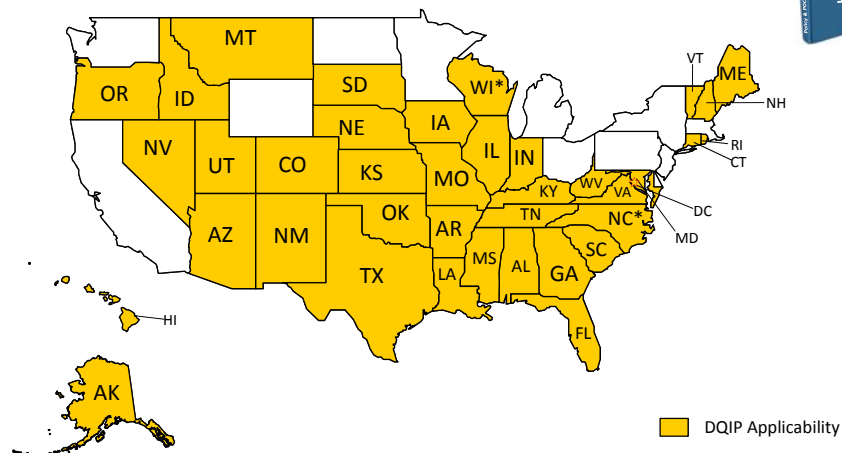 MT
VT
ME
OR
ID
SD
WI*
NH
NE
IA
NV
UT
CO
IL
IN
RI
CT
KS
MO
WV
VA
KY
DC
OK
TN
NC*
MD
AZ
NM
AR
SC
MS
AL
GA
TX
LA
HI
FL
AK
DQIP Applicability